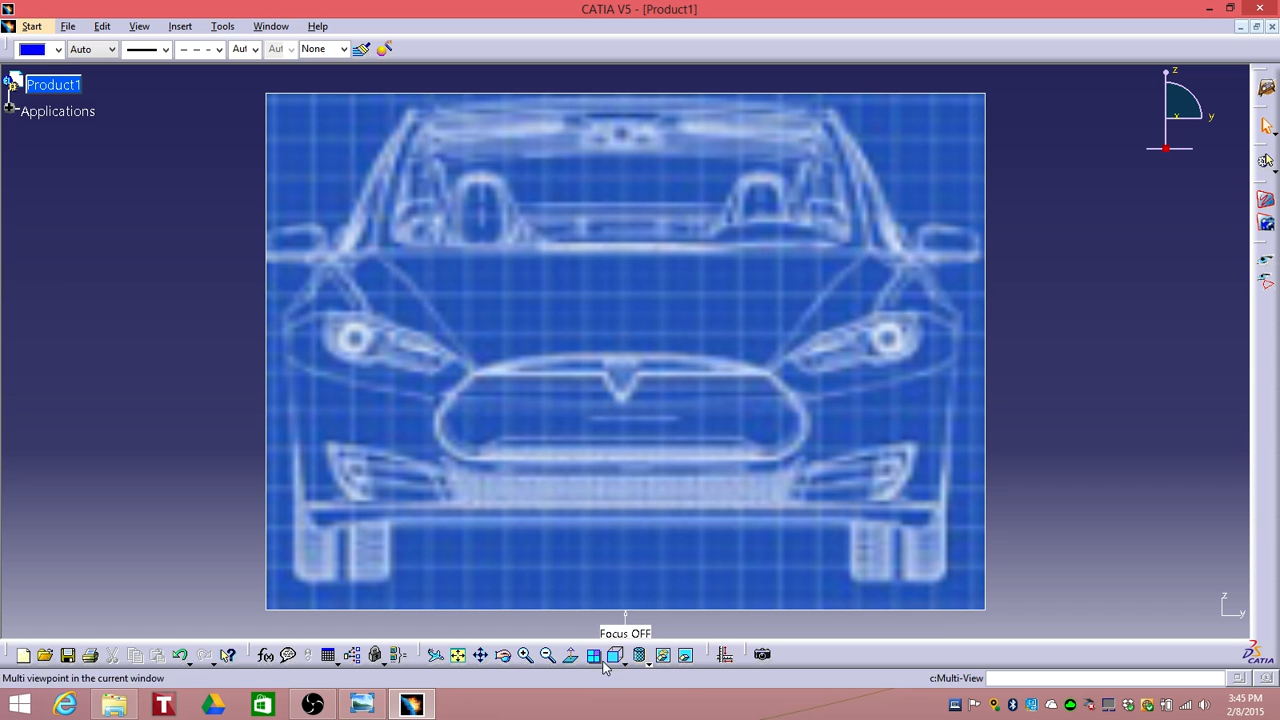 CATIA V5 - [Product1]
Start File Edit View Insert Tools Window Help
Auto Aut Aut None
Product1
Applications
z
x
y
Focus OFF
z
y
f(x)
CATIA
Multi viewpoint in the current window
c:Multi-View
T
3:45 PM
2/8/2015